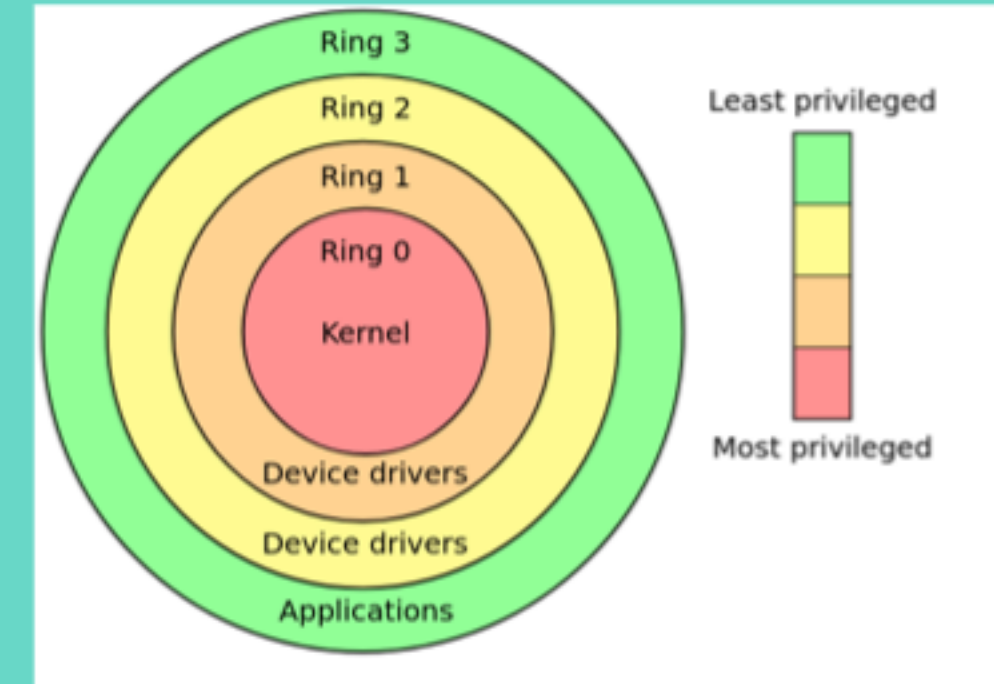 Ring 3
Ring 2
Ring 1
Ring 0
Kernel
Device drivers
Device drivers
Applications
Least privileged
Most privileged